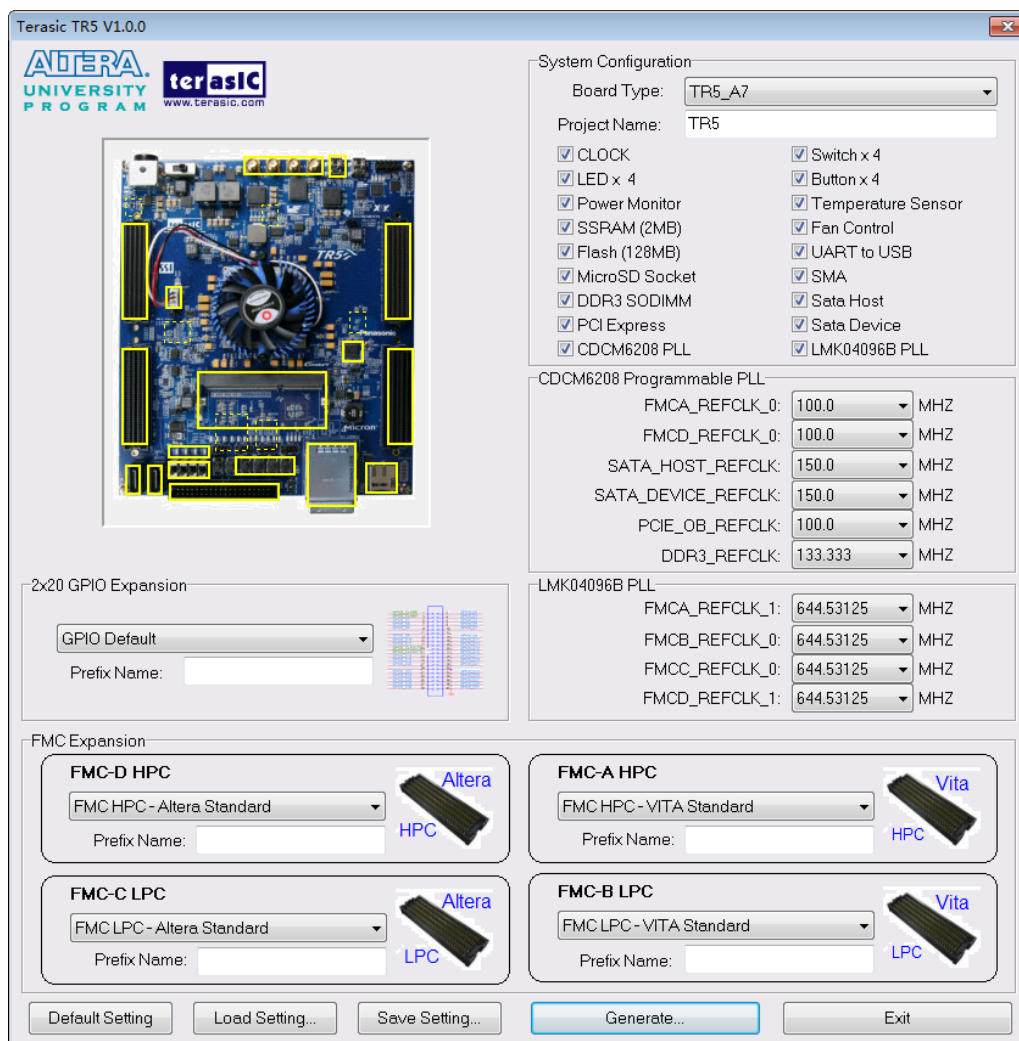 Terasic TR5 V1.0.0
ALTERA.
UNIVERSITY
PROGRAM
terasIC
www.terasic.com
TR5
Panasonic
Micron
System Configuration
Board Type: TR5_A7
Project Name: TR5
CLOCK
Switch x 4
LED x 4
Button x 4
Power Monitor
Temperature Sensor
SSRAM (2MB)
Fan Control
Flash (128MB)
UART to USB
MicroSD Socket
SMA
DDR3 SODIMM
Sata Host
PCI Express
Sata Device
CDCM6208 PLL
LMK04096B PLL
CDCM6208 Programmable PLL
FMCA_REFCLK_0: 100.0 MHZ
FMCD_REFCLK_0: 100.0 MHZ
SATA_HOST_REFCLK: 150.0 MHZ
SATA_DEVICE_REFCLK: 150.0 MHZ
PCIE_OB_REFCLK: 100.0 MHZ
DDR3_REFCLK: 133.333 MHZ
2x20 GPIO Expansion
GPIO Default
Prefix Name:
LMK04096B PLL
FMCA_REFCLK_1: 644.53125 MHZ
FMCB_REFCLK_0: 644.53125 MHZ
FMCC_REFCLK_0: 644.53125 MHZ
FMCD_REFCLK_1: 644.53125 MHZ
FMC Expansion
FMC-D HPC
FMC HPC - Altera Standard
Prefix Name:
Altera
HPC
FMC-A HPC
FMC HPC - VITA Standard
Prefix Name:
Vita
HPC
FMC-C LPC
FMC LPC - Altera Standard
Prefix Name:
Altera
LPC
FMC-B LPC
FMC LPC - VITA Standard
Prefix Name:
Vita
LPC
Default Setting
Load Setting...
Save Setting...
Generate...
Exit